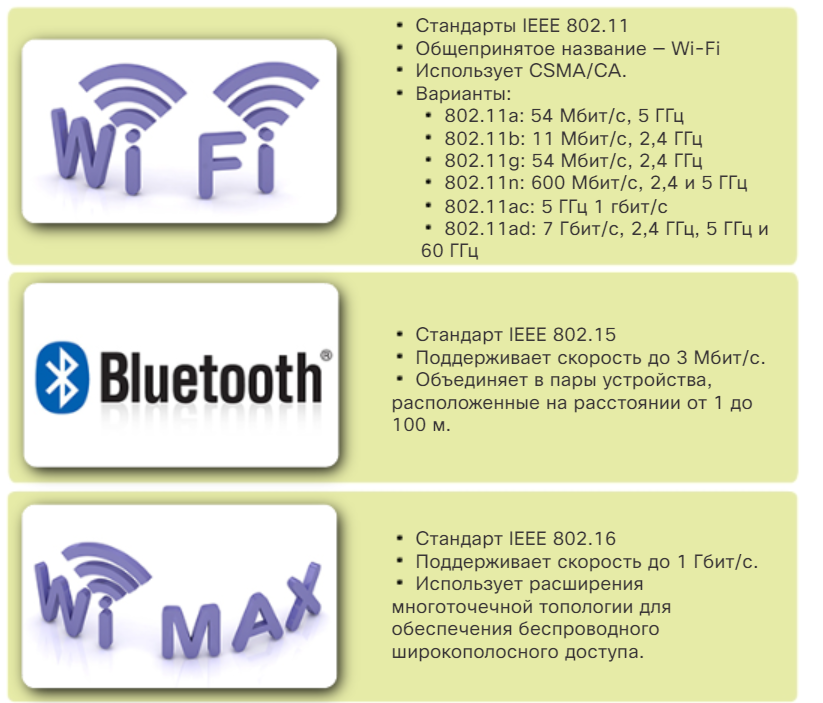 Wi Fi
• Стандарты IEEE 802.11
• Общепринятое название – Wi-Fi
• Использует CSMA/CA.
• Варианты:
• 802.11a: 54 Мбит/с, 5 ГГц
• 802.11b: 11 Мбит/с, 2,4 ГГц
• 802.11g: 54 Мбит/с, 2,4 ГГц
• 802.11n: 600 Мбит/с, 2,4 и 5 ГГц
• 802.11ac: 5 ГГц 1 гбит/с
• 802.11ad: 7 Гбит/с, 2,4 ГГц, 5 ГГц и
60 ГГц
Bluetooth®
• Стандарт IEEE 802.15
• Поддерживает скорость до 3 Мбит/с.
• Объединяет в пары устройства,
расположенные на расстоянии от 1 до
100 м.
Wi MAX
• Стандарт IEEE 802.16
• Поддерживает скорость до 1 Гбит/с.
• Использует расширения
многоточечной топологии для
обеспечения беспроводного
широкополосного доступа.